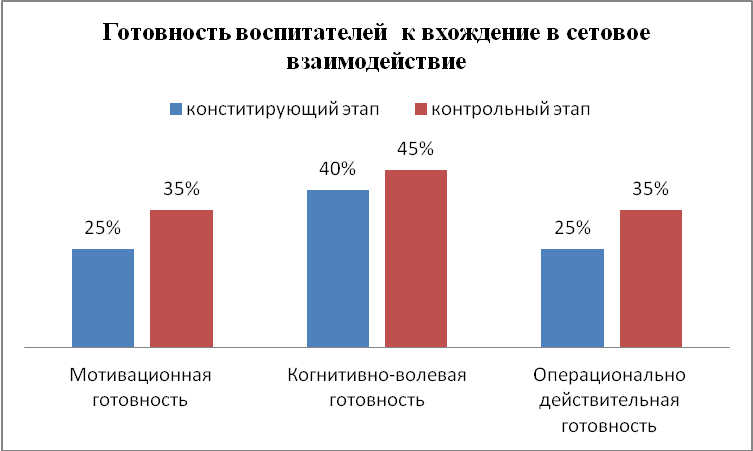 Готовность воспитателей к вхождение в сетовое
взаимодействие
конститирующий этап контрольный этап
45%
40%
35% 35%
25% 25%
Мотивационная Когнитивно-волевая Операционально
готовность готовность действительная
готовность